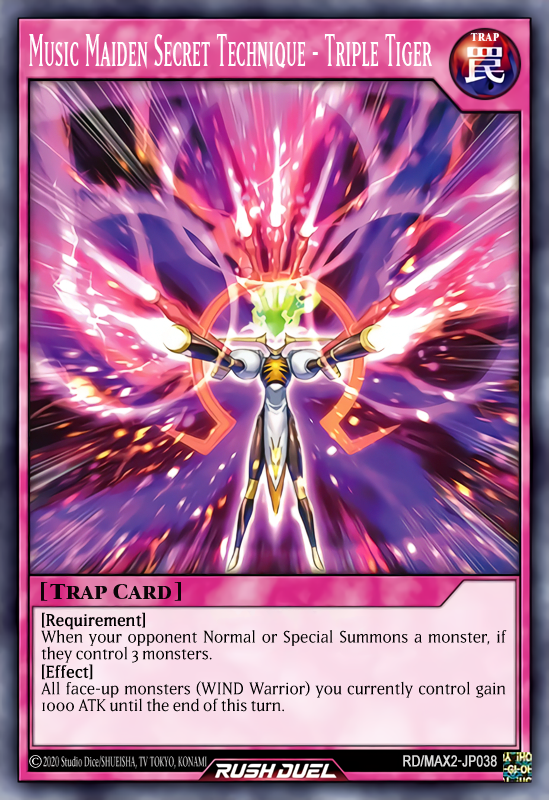 Music Maiden Secret Technique - Triple Tiger
TRAP
罠
[Trap Card]
[Requirement]
When your opponent Normal or Special Summons a monster, if
they control 3 monsters.
[Effect]
All face-up monsters (WIND Warrior) you currently control gain
1000 ATK until the end of this turn.
©2020 Studio Dice/SHUEISHA, TV TOKYO, KONAMI
RUSH DUEL
RD/MAX2-JP038